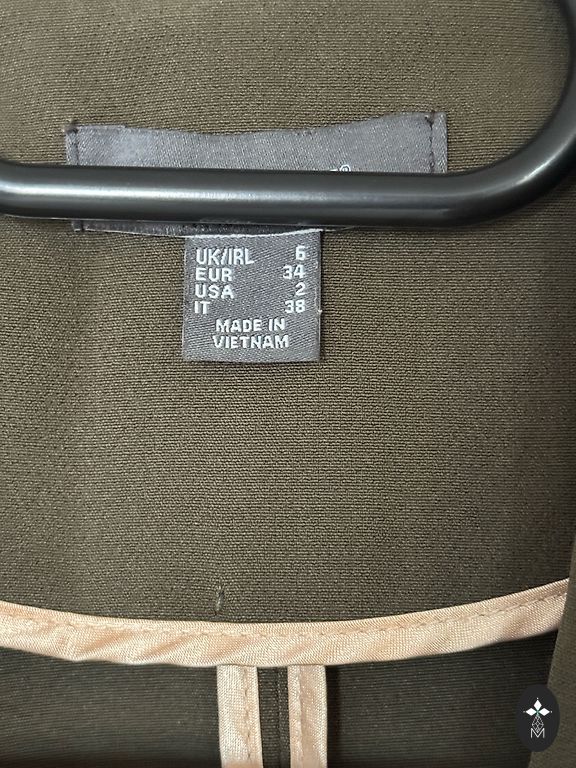 UK/IRL 6
EUR 34
USA 2
IT 38
MADE IN
VIETNAM